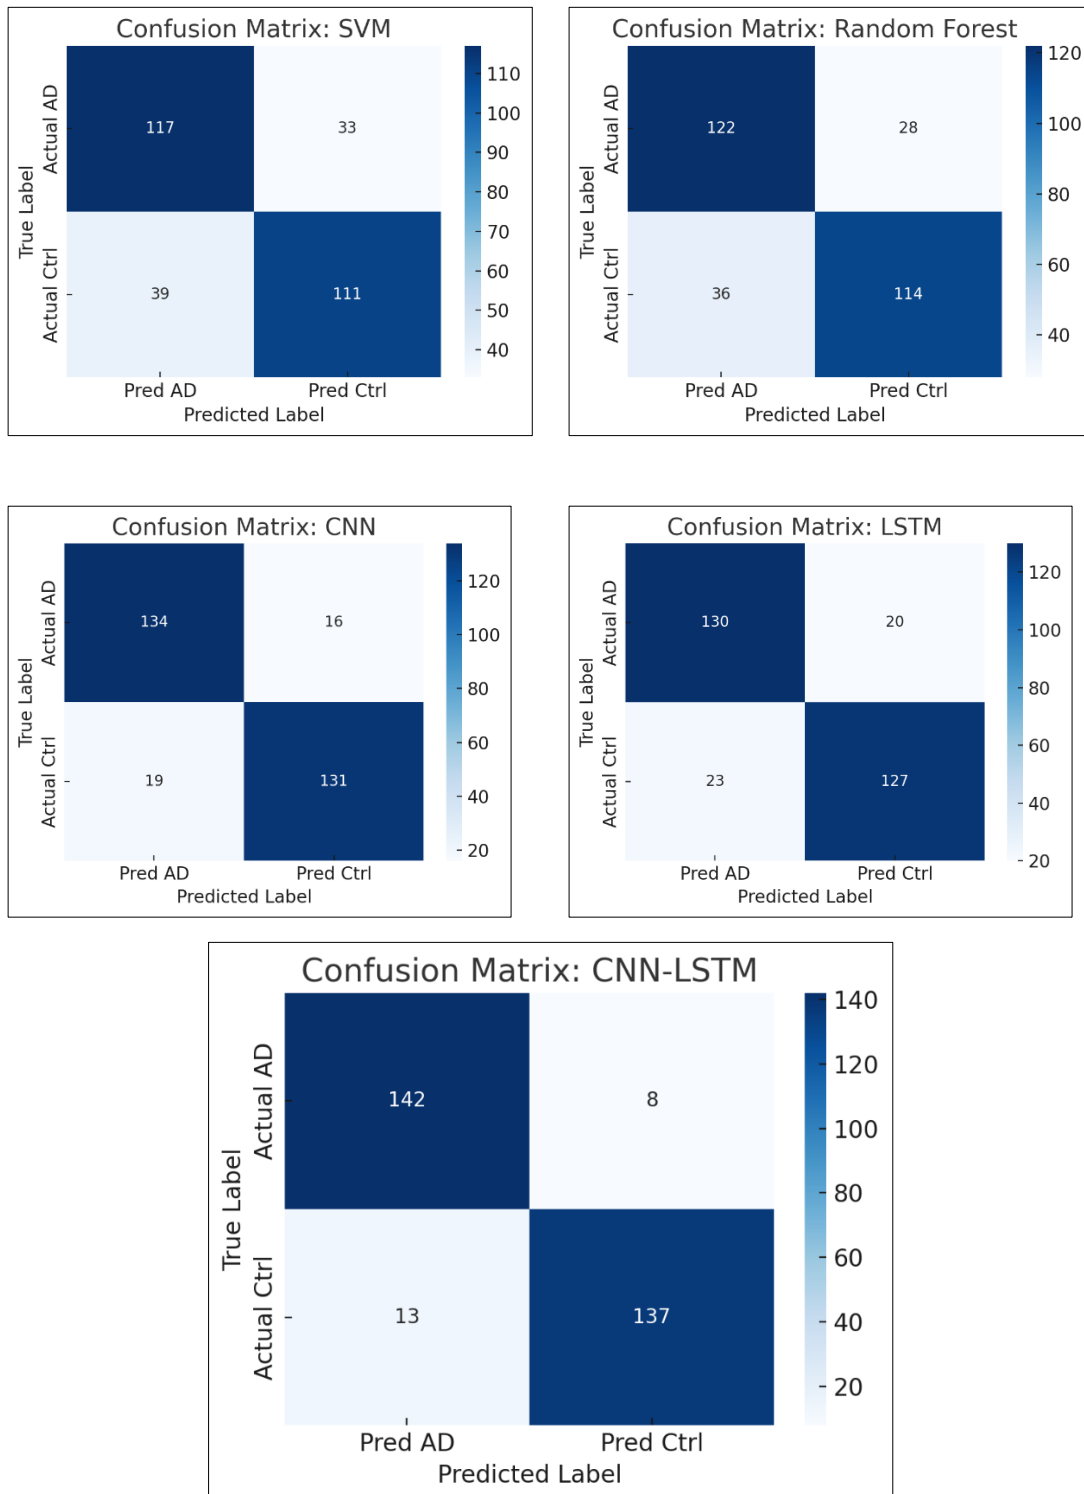 Confusion Matrix: SVM
Actual AD
Actual Ctrl
True Label
117 33
39 111
Pred AD Pred Ctrl
Predicted Label
110
100
90
80
70
60
50
40
Confusion Matrix: Random Forest
Actual AD
Actual Ctrl
True Label
122 28
36 114
Pred AD Pred Ctrl
Predicted Label
120
100
80
60
40
Confusion Matrix: CNN
Actual AD
Actual Ctrl
True Label
134 16
19 131
Pred AD Pred Ctrl
Predicted Label
120
100
80
60
40
20
Confusion Matrix: LSTM
Actual AD
Actual Ctrl
True Label
130 20
23 127
Pred AD Pred Ctrl
Predicted Label
120
100
80
60
40
20
Confusion Matrix: CNN-LSTM
Actual AD
Actual Ctrl
True Label
142 8
13 137
Pred AD Pred Ctrl
Predicted Label
140
120
100
80
60
40
20